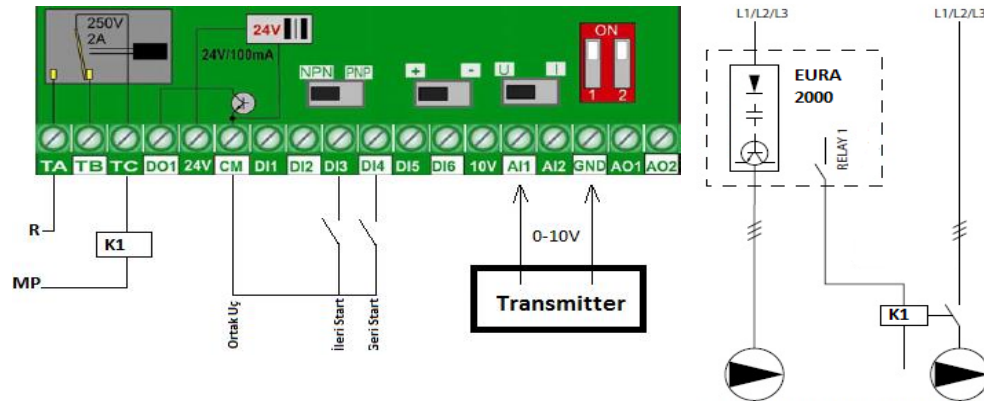 250V
2A
24V
24V/100mA
NPN
PNP
+
-
U
I
ON
1 2
TA TB TC DO1 24V CM DI1 DI2 DI3 DI4 DI5 DI6 10V AI1 AI2 GND AO1 AO2
R
K1
MP
Ortak Uç
İleri Start
Geri Start
0-10V
Transmitter
L1/L2/L3
L1/L2/L3
EURA
2000
RELAY 1
K1